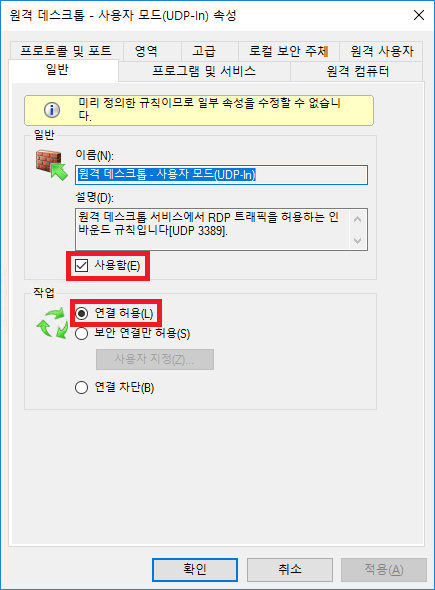 원격 데스크톱 - 사용자 모드(UDP-In) 속성
프로토콜 및 포트 영역 고급 로컬 보안 주체 원격 사용자
일반 프로그램 및 서비스 원격 컴퓨터
미리 정의한 규칙이므로 일부 속성을 수정할 수 없습니
다.
일반
이름(N):
원격 데스크톱 - 사용자 모드(UDP-In)
설명(D):
원격 데스크톱 서비스에서 RDP 트래픽을 허용하는 인
바운드 규칙입니다[UDP 3389].
사용함(E)
작업
연결 허용(L)
보안 연결만 허용(S)
사용자 지정(Z)...
연결 차단(B)
확인 취소 적용(A)